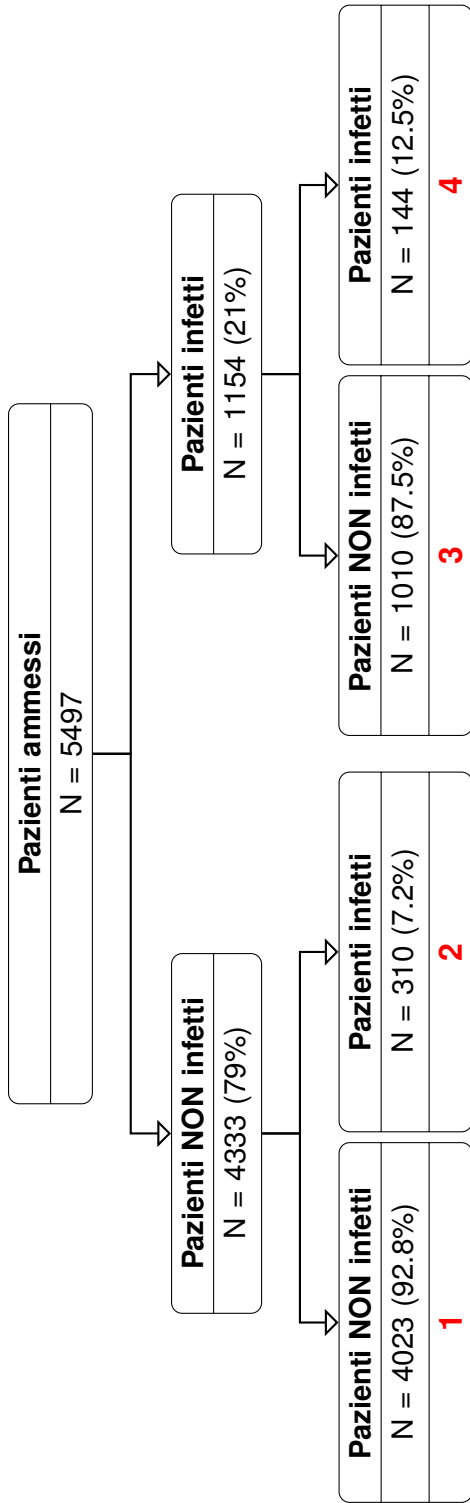 Pazienti ammessi
N = 5497
Pazienti NON infetti
N = 4333 (79%)
Pazienti infetti
N = 1154 (21%)
Pazienti NON infetti
N = 4023 (92.8%)
1
Pazienti infetti
N = 310 (7.2%)
2
Pazienti NON infetti
N = 1010 (87.5%)
3
Pazienti infetti
N = 144 (12.5%)
4